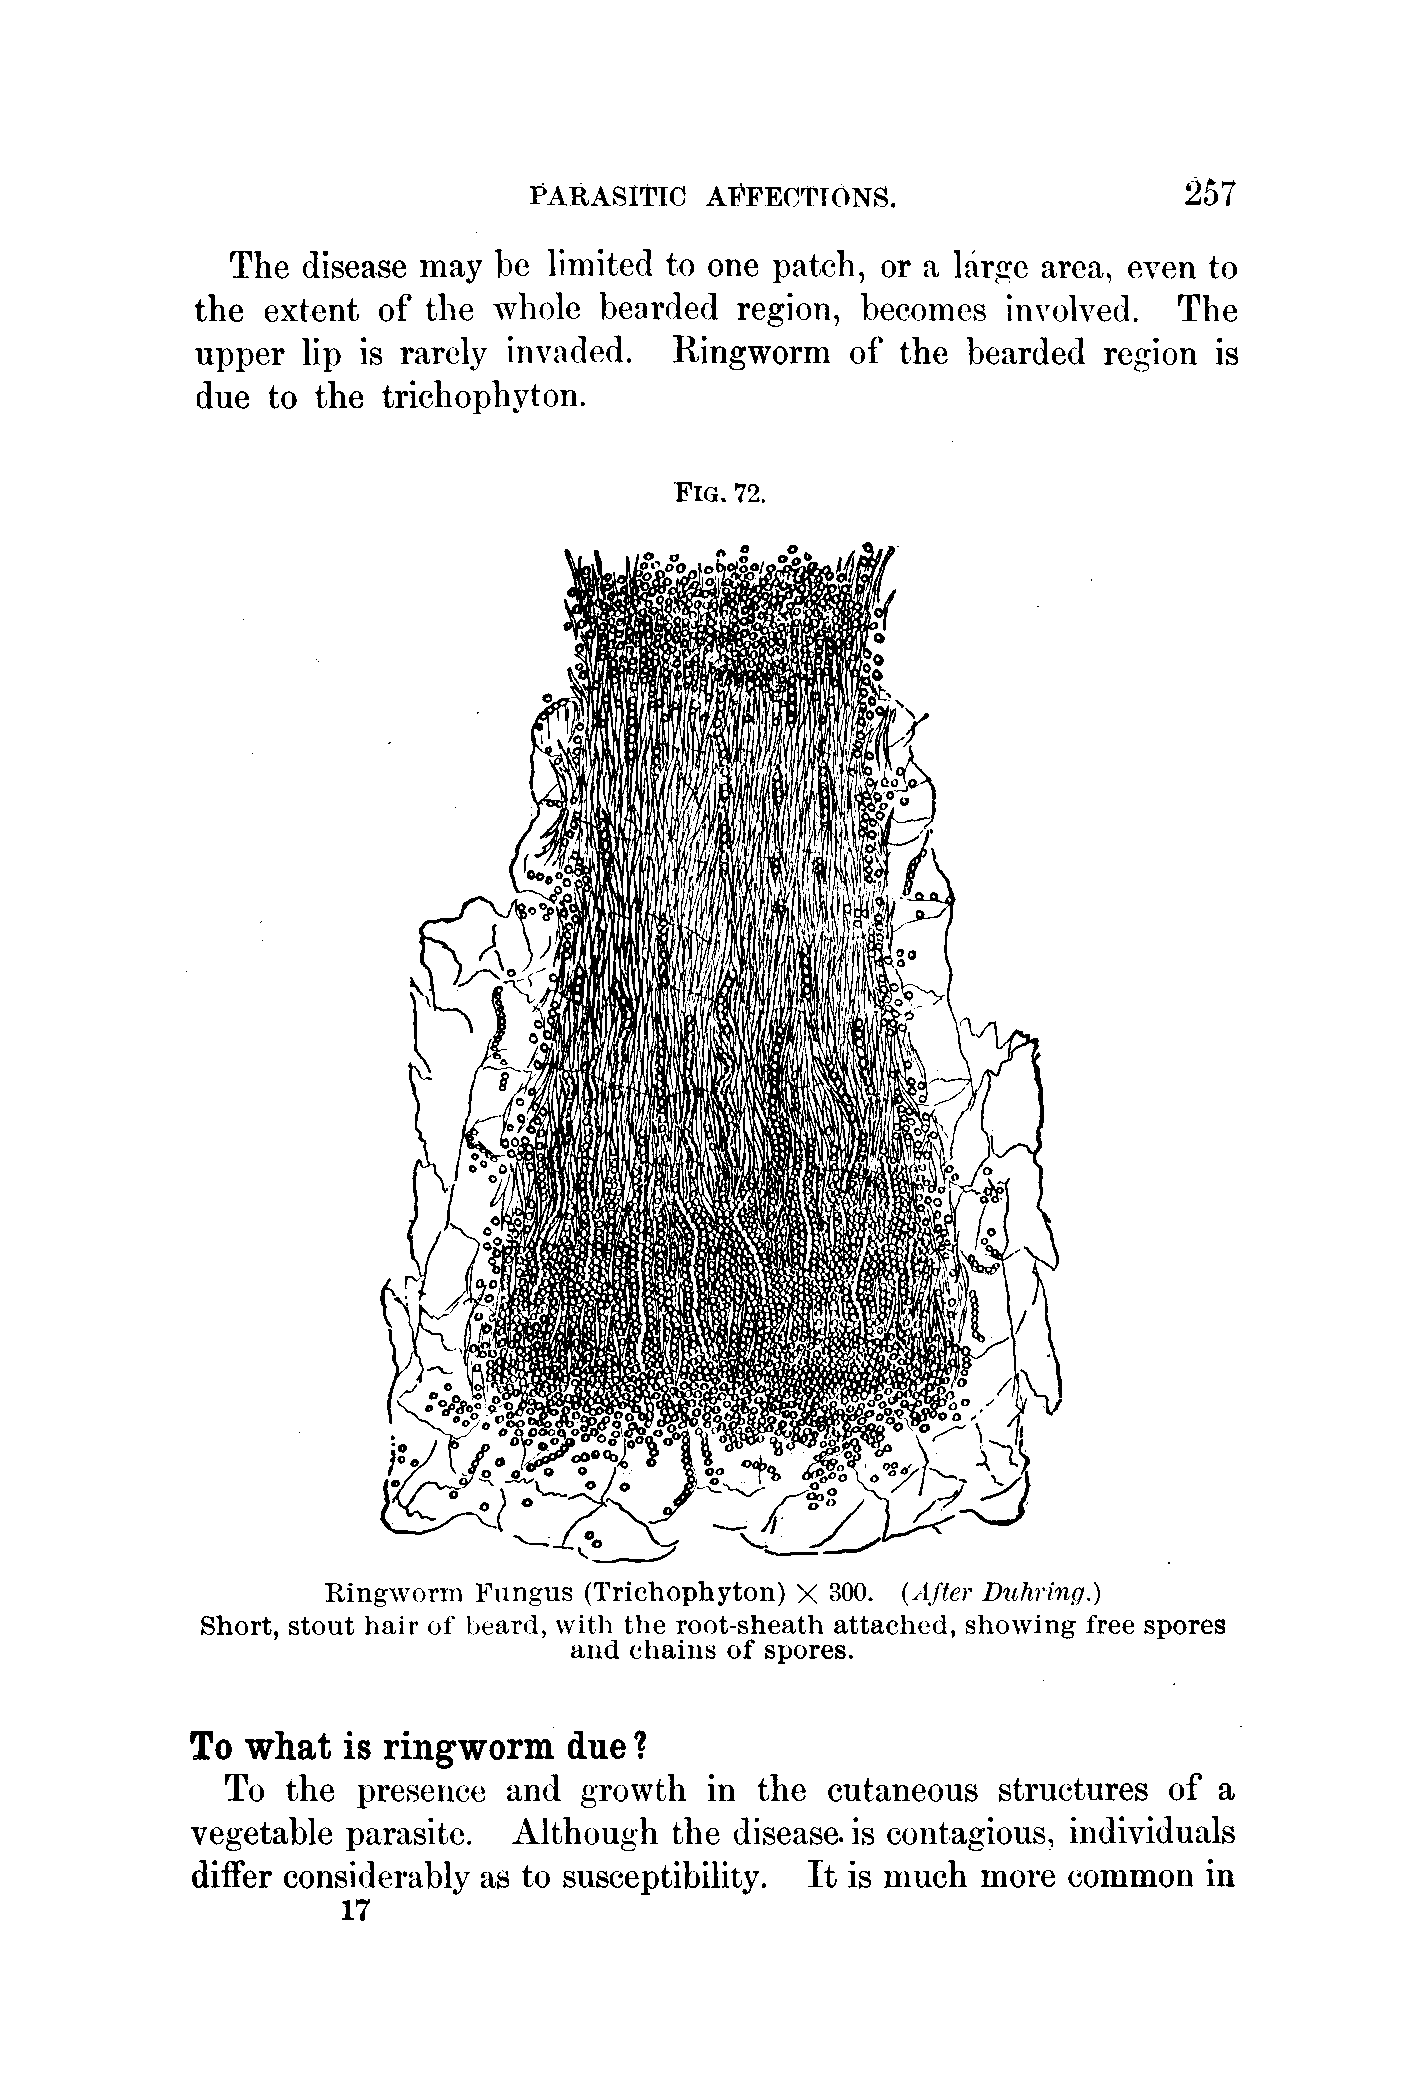 PARASITIC AFFECTIONS. 257
The disease may be limited to one patch, or a large area, even to
the extent of the whole bearded region, becomes involved. The
upper lip is rarely invaded. Ringworm of the bearded region is
due to the trichophyton.
FIG. 72.
Ringworm Fungus (Trichophyton) × 300. (After Duhring.)
Short, stout hair of beard, with the root-sheath attached, showing free spores
and chains of spores.
To what is ringworm due?
To the presence and growth in the cutaneous structures of a
vegetable parasite. Although the disease is contagious, individuals
differ considerably as to susceptibility. It is much more common in
17